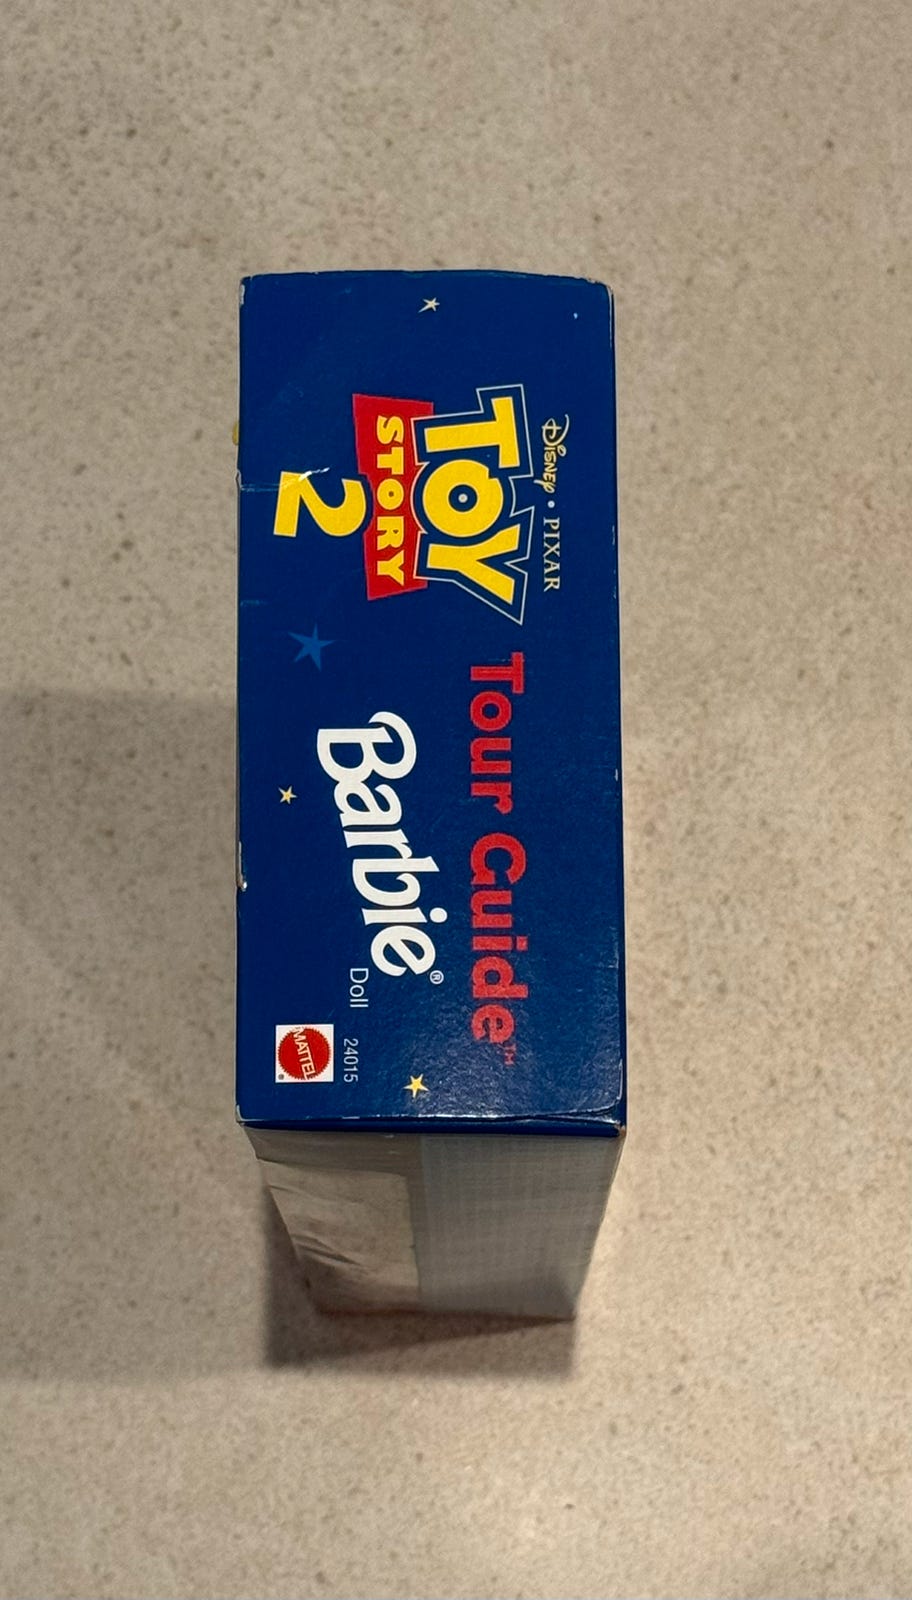 Disney • PIXAR
TOY
STORY
2
Tour Guide™
Barbie®
Doll
24015
MATTEL®